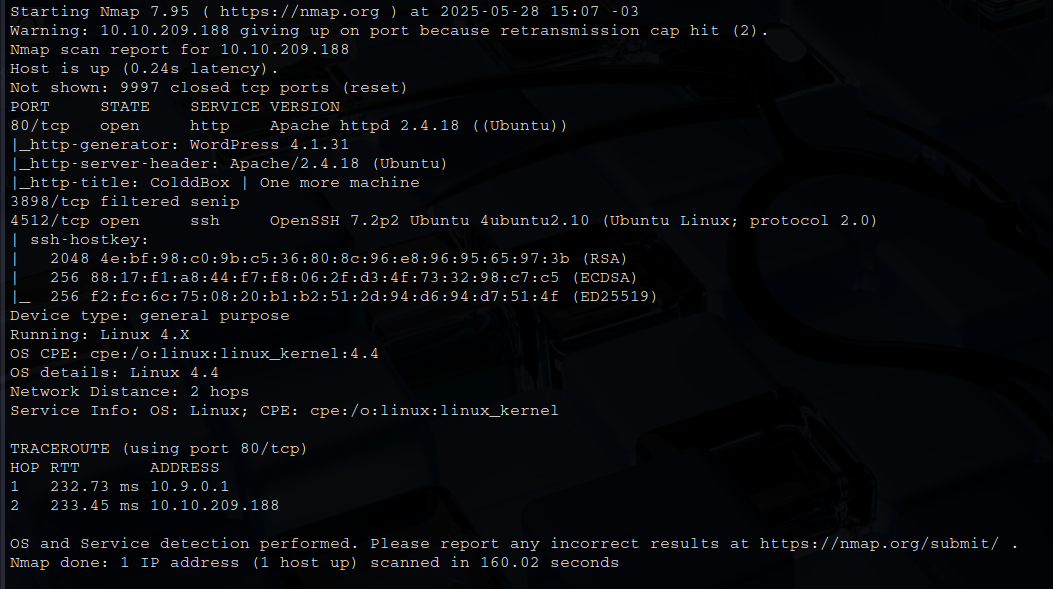 Starting Nmap 7.95 ( https://nmap.org ) at 2025-05-28 15:07 -03
Warning: 10.10.209.188 giving up on port because retransmission cap hit (2).
Nmap scan report for 10.10.209.188
Host is up (0.24s latency).
Not shown: 9997 closed tcp ports (reset)
PORT     STATE    SERVICE VERSION
80/tcp   open     http    Apache httpd 2.4.18 ((Ubuntu))
|_http-generator: WordPress 4.1.31
|_http-server-header: Apache/2.4.18 (Ubuntu)
|_http-title: ColddBox | One more machine
3898/tcp filtered senip
4512/tcp open     ssh     OpenSSH 7.2p2 Ubuntu 4ubuntu2.10 (Ubuntu Linux; protocol 2.0)
| ssh-hostkey:
|   2048 4e:bf:98:c0:9b:c5:36:80:8c:96:e8:96:95:65:97:3b (RSA)
|   256 88:17:f1:a8:44:f7:f8:06:2f:d3:4f:73:32:98:c7:c5 (ECDSA)
|_  256 f2:fc:6c:75:08:20:b1:b2:51:2d:94:d6:94:d7:51:4f (ED25519)
Device type: general purpose
Running: Linux 4.X
OS CPE: cpe:/o:linux:linux_kernel:4.4
OS details: Linux 4.4
Network Distance: 2 hops
Service Info: OS: Linux; CPE: cpe:/o:linux:linux_kernel
TRACEROUTE (using port 80/tcp)
HOP RTT       ADDRESS
1   232.73 ms 10.9.0.1
2   233.45 ms 10.10.209.188
OS and Service detection performed. Please report any incorrect results at https://nmap.org/submit/ .
Nmap done: 1 IP address (1 host up) scanned in 160.02 seconds